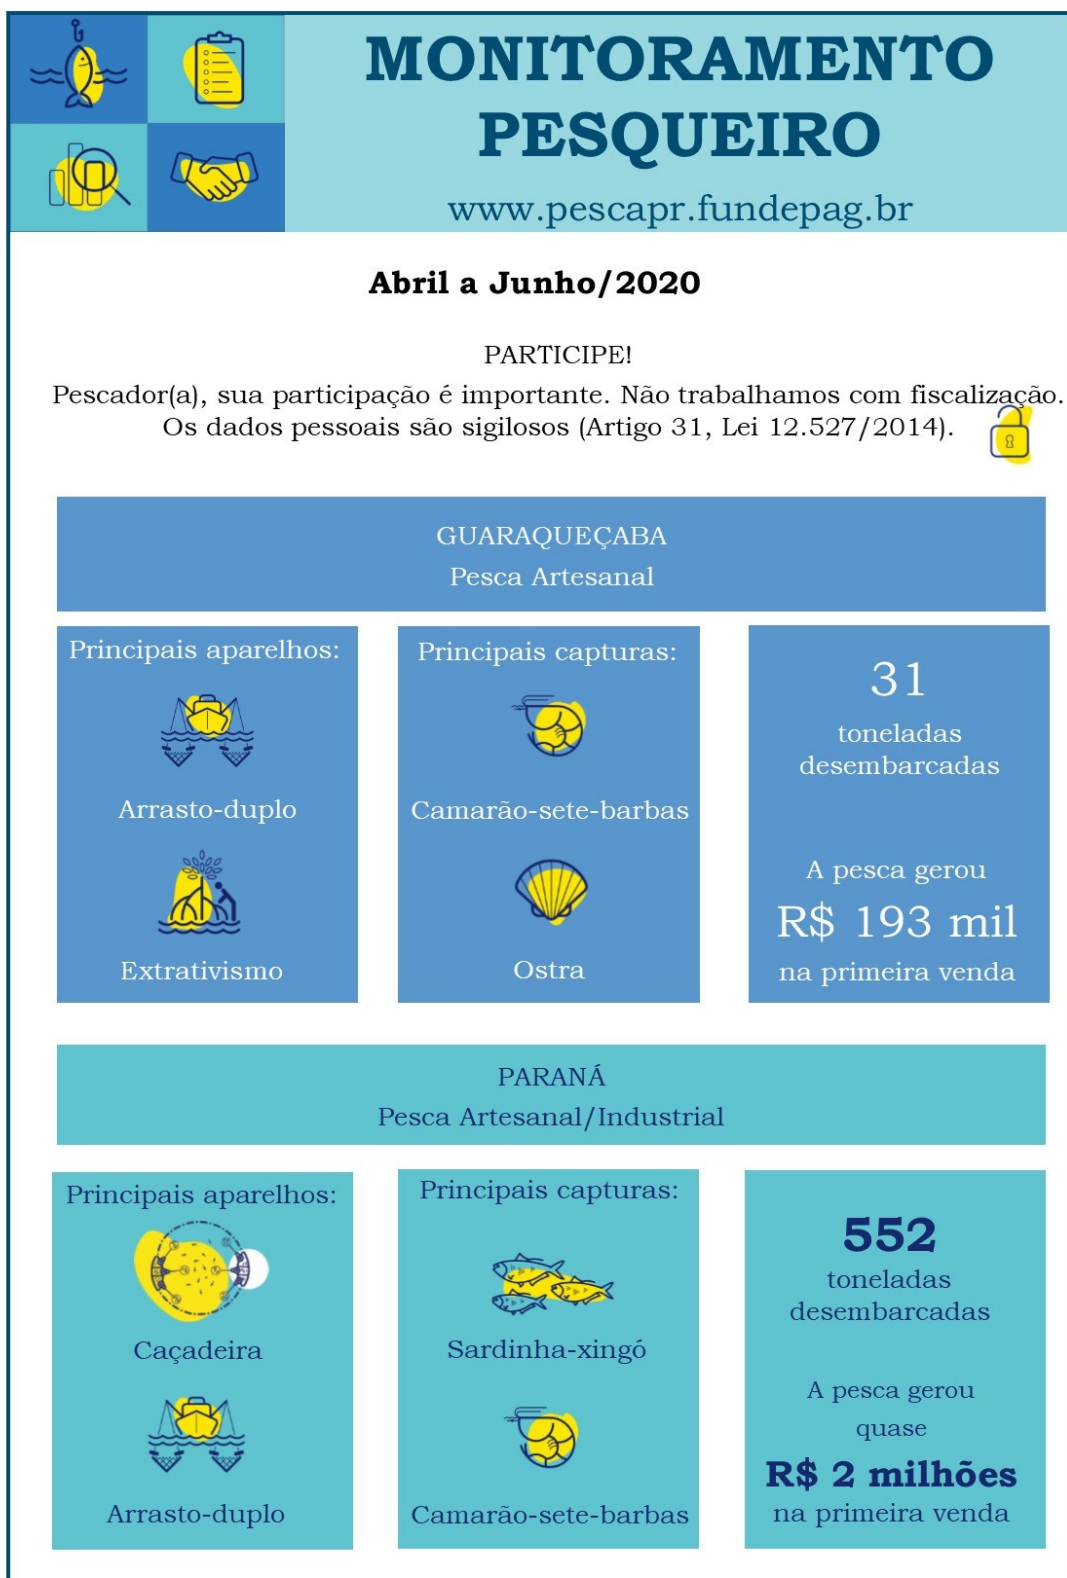 MONITORAMENTO
PESQUEIRO
www.pescapr.fundepag.br
Abril a Junho/2020
PARTICIPE!
Pescador(a), sua participação é importante. Não trabalhamos com fiscalização.
Os dados pessoais são sigilosos (Artigo 31, Lei 12.527/2014).
GUARAQUEÇABA
Pesca Artesanal
Principais aparelhos:
Arrasto-duplo
Extrativismo
Principais capturas:
Camarão-sete-barbas
Ostra
31
toneladas
desembarcadas
A pesca gerou
R$ 193 mil
na primeira venda
PARANÁ
Pesca Artesanal/Industrial
Principais aparelhos:
Caçadeira
Arrasto-duplo
Principais capturas:
Sardinha-xingó
Camarão-sete-barbas
552
toneladas
desembarcadas
A pesca gerou
quase
R$ 2 milhões
na primeira venda